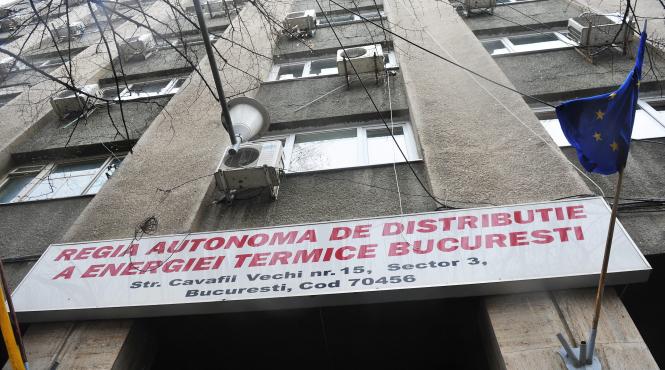 REGIA AUTONOMA DE DISTRIBUTIE
A ENERGIEI TERMICE BUCURESTI
Str. Cavafii Vechi nr. 15, Sector 3,
Bucuresti, Cod 70456